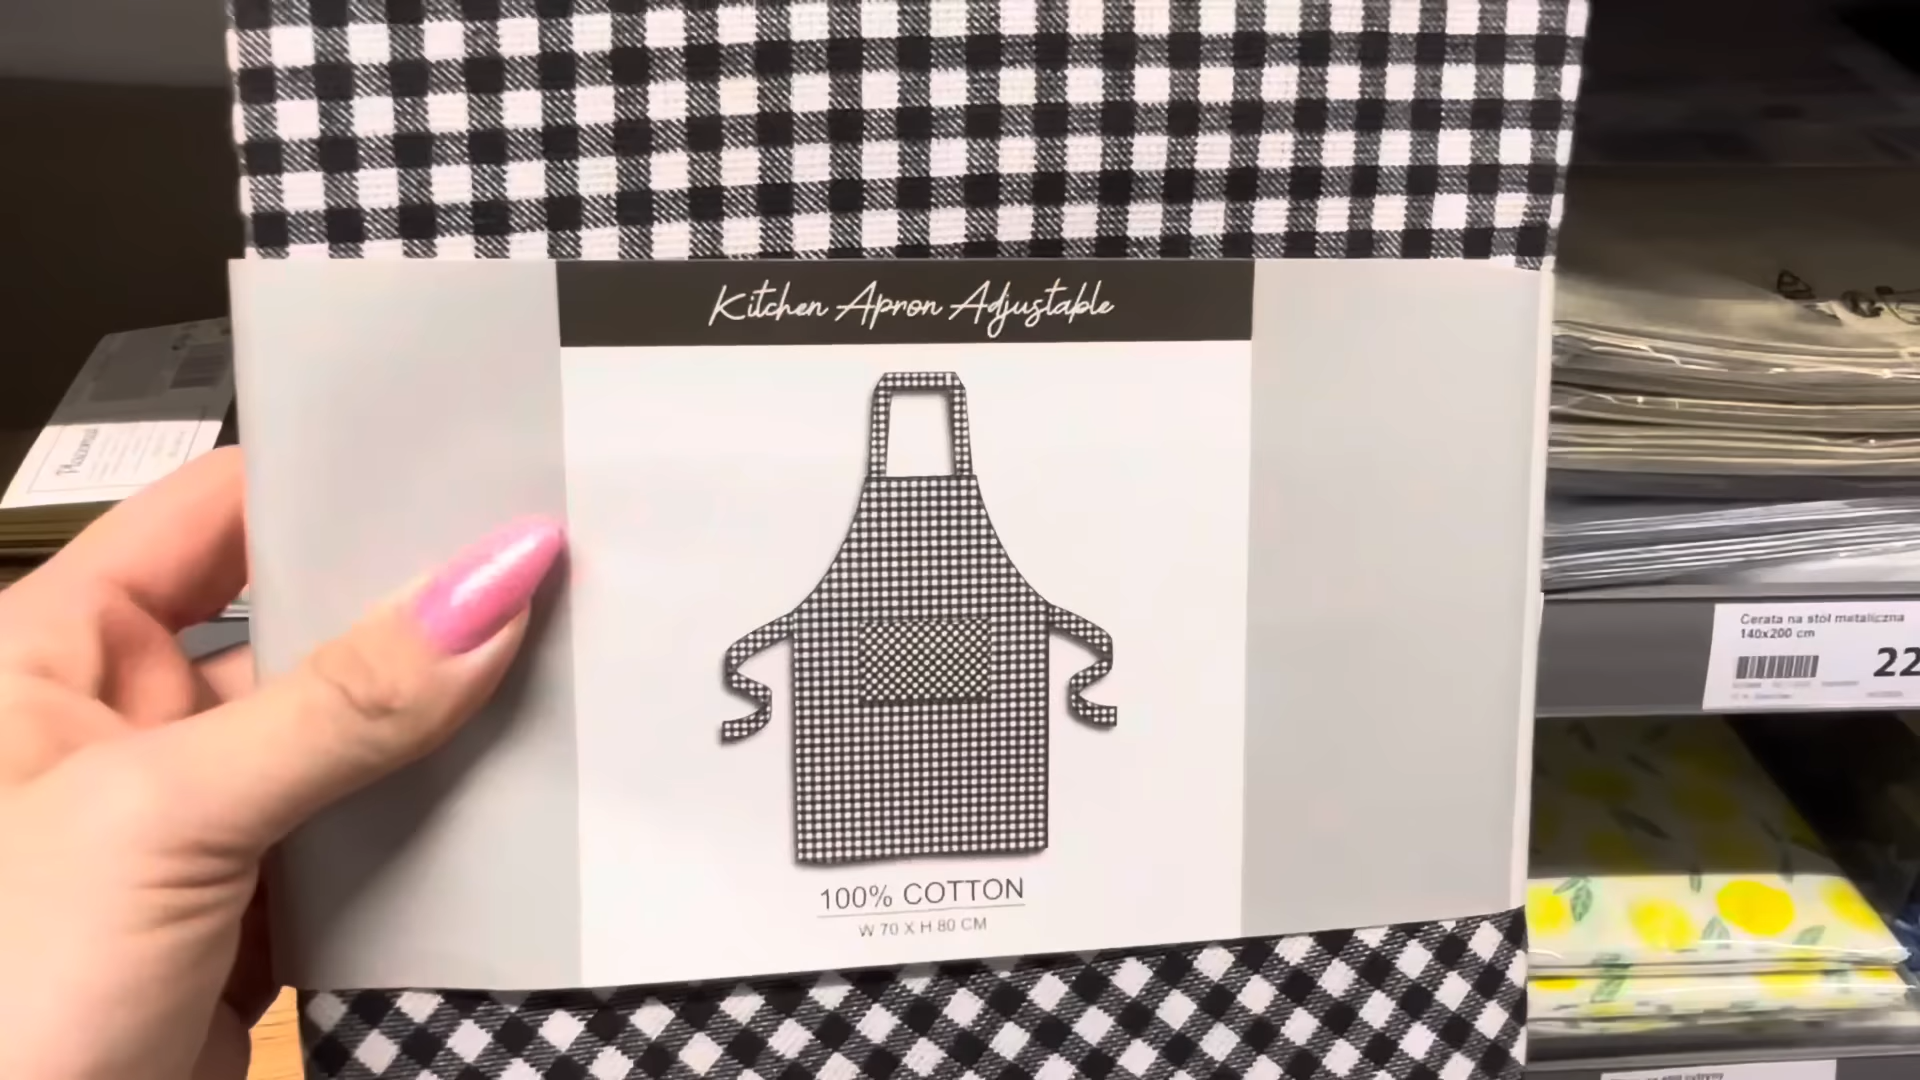 Kitchen Apron Adjustable
100% COTTON
W 70 X H 80 CM
Cerata na stół metaliczna
140x200 cm
22